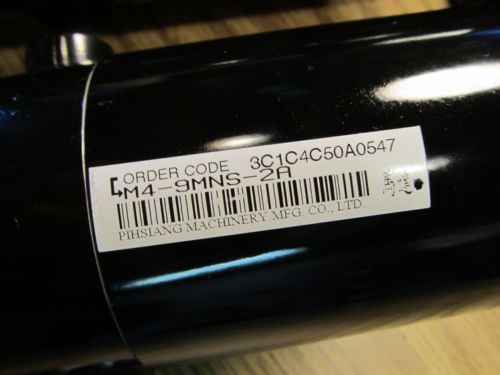 ORDER CODE 3C1C4C50A0547
M4-9MNS-2A
PIHSIANG MACHINERY MFG. CO., LTD.